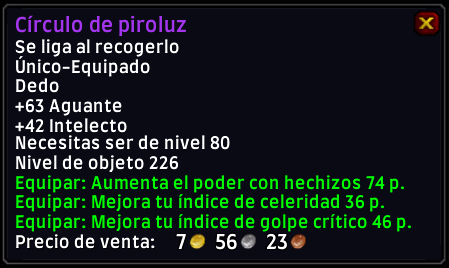 Círculo de piroluz
Se liga al recogerlo
Único-Equipado
Dedo
+63 Aguante
+42 Intelecto
Necesitas ser de nivel 80
Nivel de objeto 226
Equipar: Aumenta el poder con hechizos 74 p.
Equipar: Mejora tu índice de celeridad 36 p.
Equipar: Mejora tu índice de golpe crítico 46 p.
Precio de venta: 7 56 23